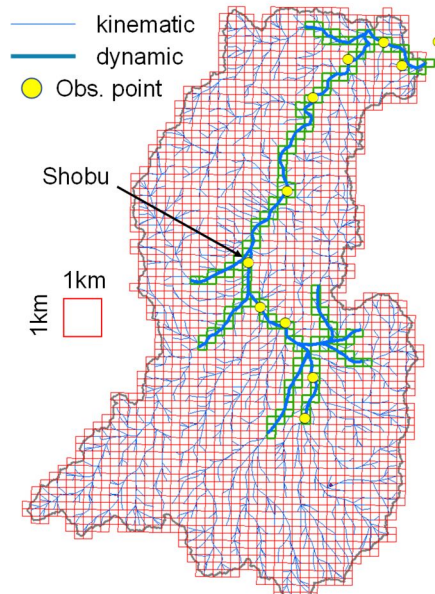 kinematic
dynamic
Obs. point
Shobu
1km
1km